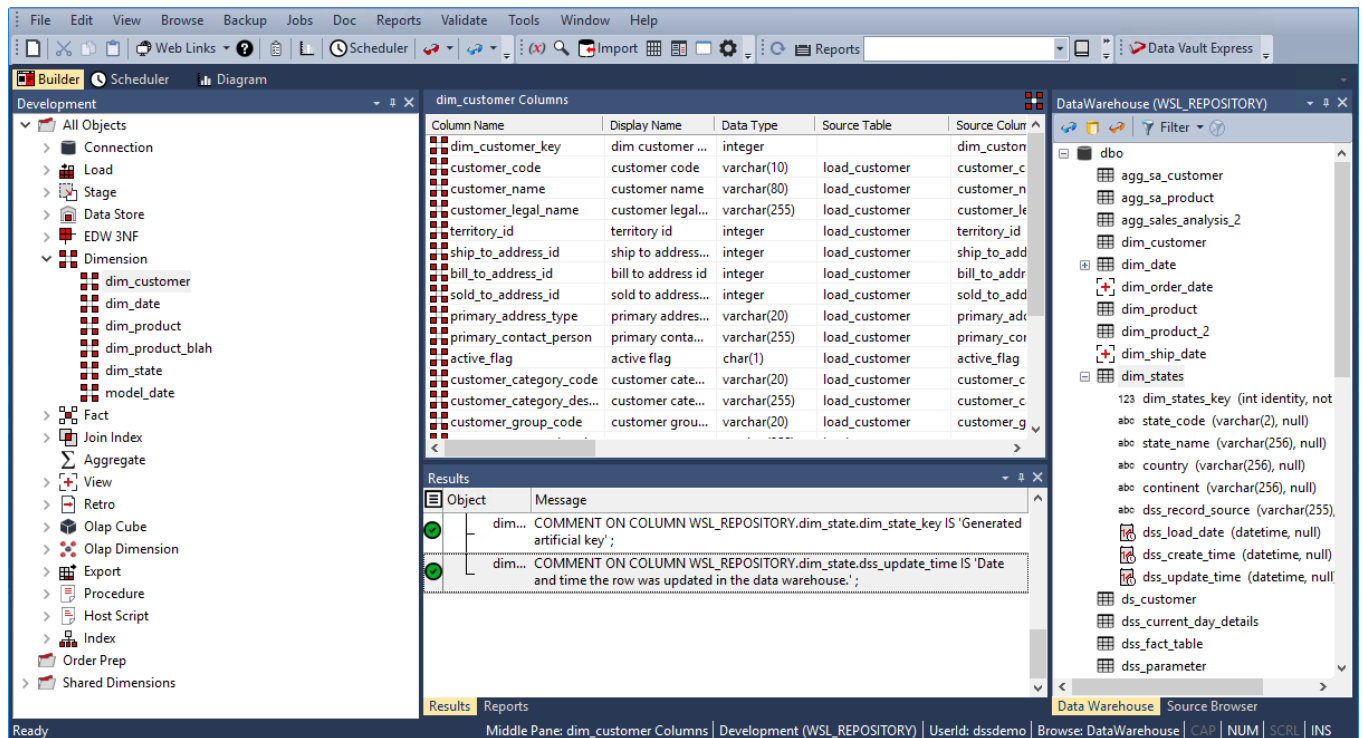 File Edit View Browse Backup Jobs Doc Reports Validate Tools Window Help
Web Links Scheduler (x) Import Reports Data Vault Express
Builder Scheduler Diagram
Development
All Objects
Connection
Load
Stage
Data Store
EDW 3NF
Dimension
dim_customer
dim_date
dim_product
dim_product_blah
dim_state
model_date
Fact
Join Index
Aggregate
View
Retro
Olap Cube
Olap Dimension
Export
Procedure
Host Script
Index
Order Prep
Shared Dimensions
dim_customer Columns
Column Name Display Name Data Type Source Table Source Colum
dim_customer_key dim customer ... integer dim_custom
customer_code customer code varchar(10) load_customer customer_c
customer_name customer name varchar(80) load_customer customer_n
customer_legal_name customer legal... varchar(255) load_customer customer_le
territory_id territory id integer load_customer territory_id
ship_to_address_id ship to address... integer load_customer ship_to_add
bill_to_address_id bill to address id integer load_customer bill_to_addr
sold_to_address_id sold to address... integer load_customer sold_to_add
primary_address_type primary addres... varchar(20) load_customer primary_adc
primary_contact_person primary conta... varchar(255) load_customer primary_cor
active_flag active flag char(1) load_customer active_flag
customer_category_code customer cate... varchar(20) load_customer customer_c
customer_category_des... customer cate... varchar(255) load_customer customer_c
customer_group_code customer grou... varchar(20) load_customer customer_g
Results
Object Message
dim... COMMENT ON COLUMN WSL_REPOSITORY.dim_state.dim_state_key IS 'Generated
artificial key' ;
dim... COMMENT ON COLUMN WSL_REPOSITORY.dim_state.dss_update_time IS 'Date
and time the row was updated in the data warehouse.' ;
Results Reports
DataWarehouse (WSL_REPOSITORY)
Filter
dbo
agg_sa_customer
agg_sa_product
agg_sales_analysis_2
dim_customer
dim_date
dim_order_date
dim_product
dim_product_2
dim_ship_date
dim_states
123 dim_states_key (int identity, not
abc state_code (varchar(2), null)
abc state_name (varchar(256), null)
abc country (varchar(256), null)
abc continent (varchar(256), null)
abc dss_record_source (varchar(255),
dss_load_date (datetime, null)
dss_create_time (datetime, null)
dss_update_time (datetime, null
ds_customer
dss_current_day_details
dss_fact_table
dss_parameter
Data Warehouse Source Browser
Ready Middle Pane: dim_customer Columns Development (WSL_REPOSITORY) UserId: dssdemo Browse: DataWarehouse CAP NUM SCRL INS